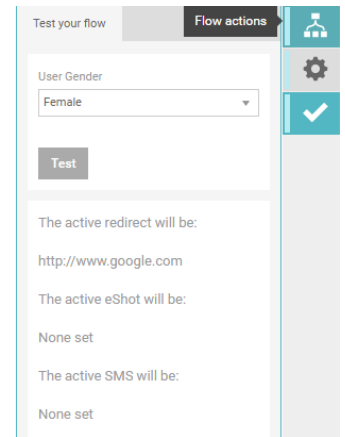 Test your flow
Flow actions
User Gender
Female
Test
The active redirect will be:
http://www.google.com
The active eShot will be:
None set
The active SMS will be:
None set